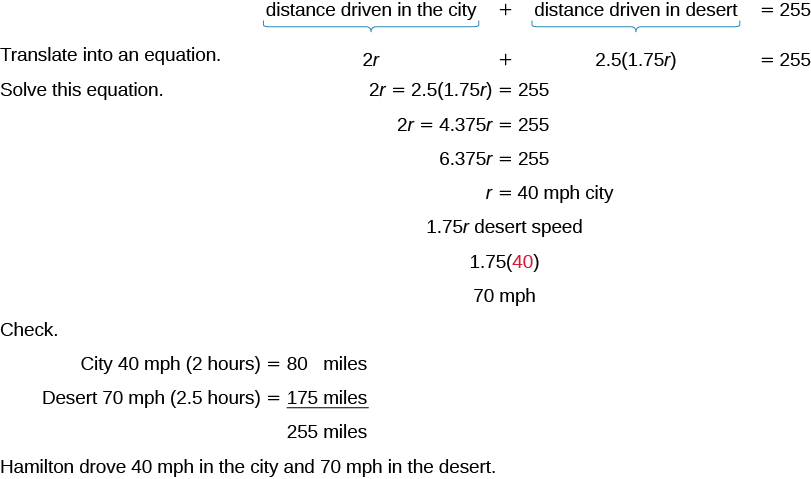 distance driven in the city + distance driven in desert = 255
Translate into an equation. 2r + 2.5(1.75r) = 255
Solve this equation. 2r = 2.5(1.75r) = 255
2r = 4.375r = 255
6.375r = 255
r = 40 mph city
1.75r desert speed
1.75(40)
70 mph
Check.
City 40 mph (2 hours) = 80 miles
Desert 70 mph (2.5 hours) = 175 miles
255 miles
Hamilton drove 40 mph in the city and 70 mph in the desert.